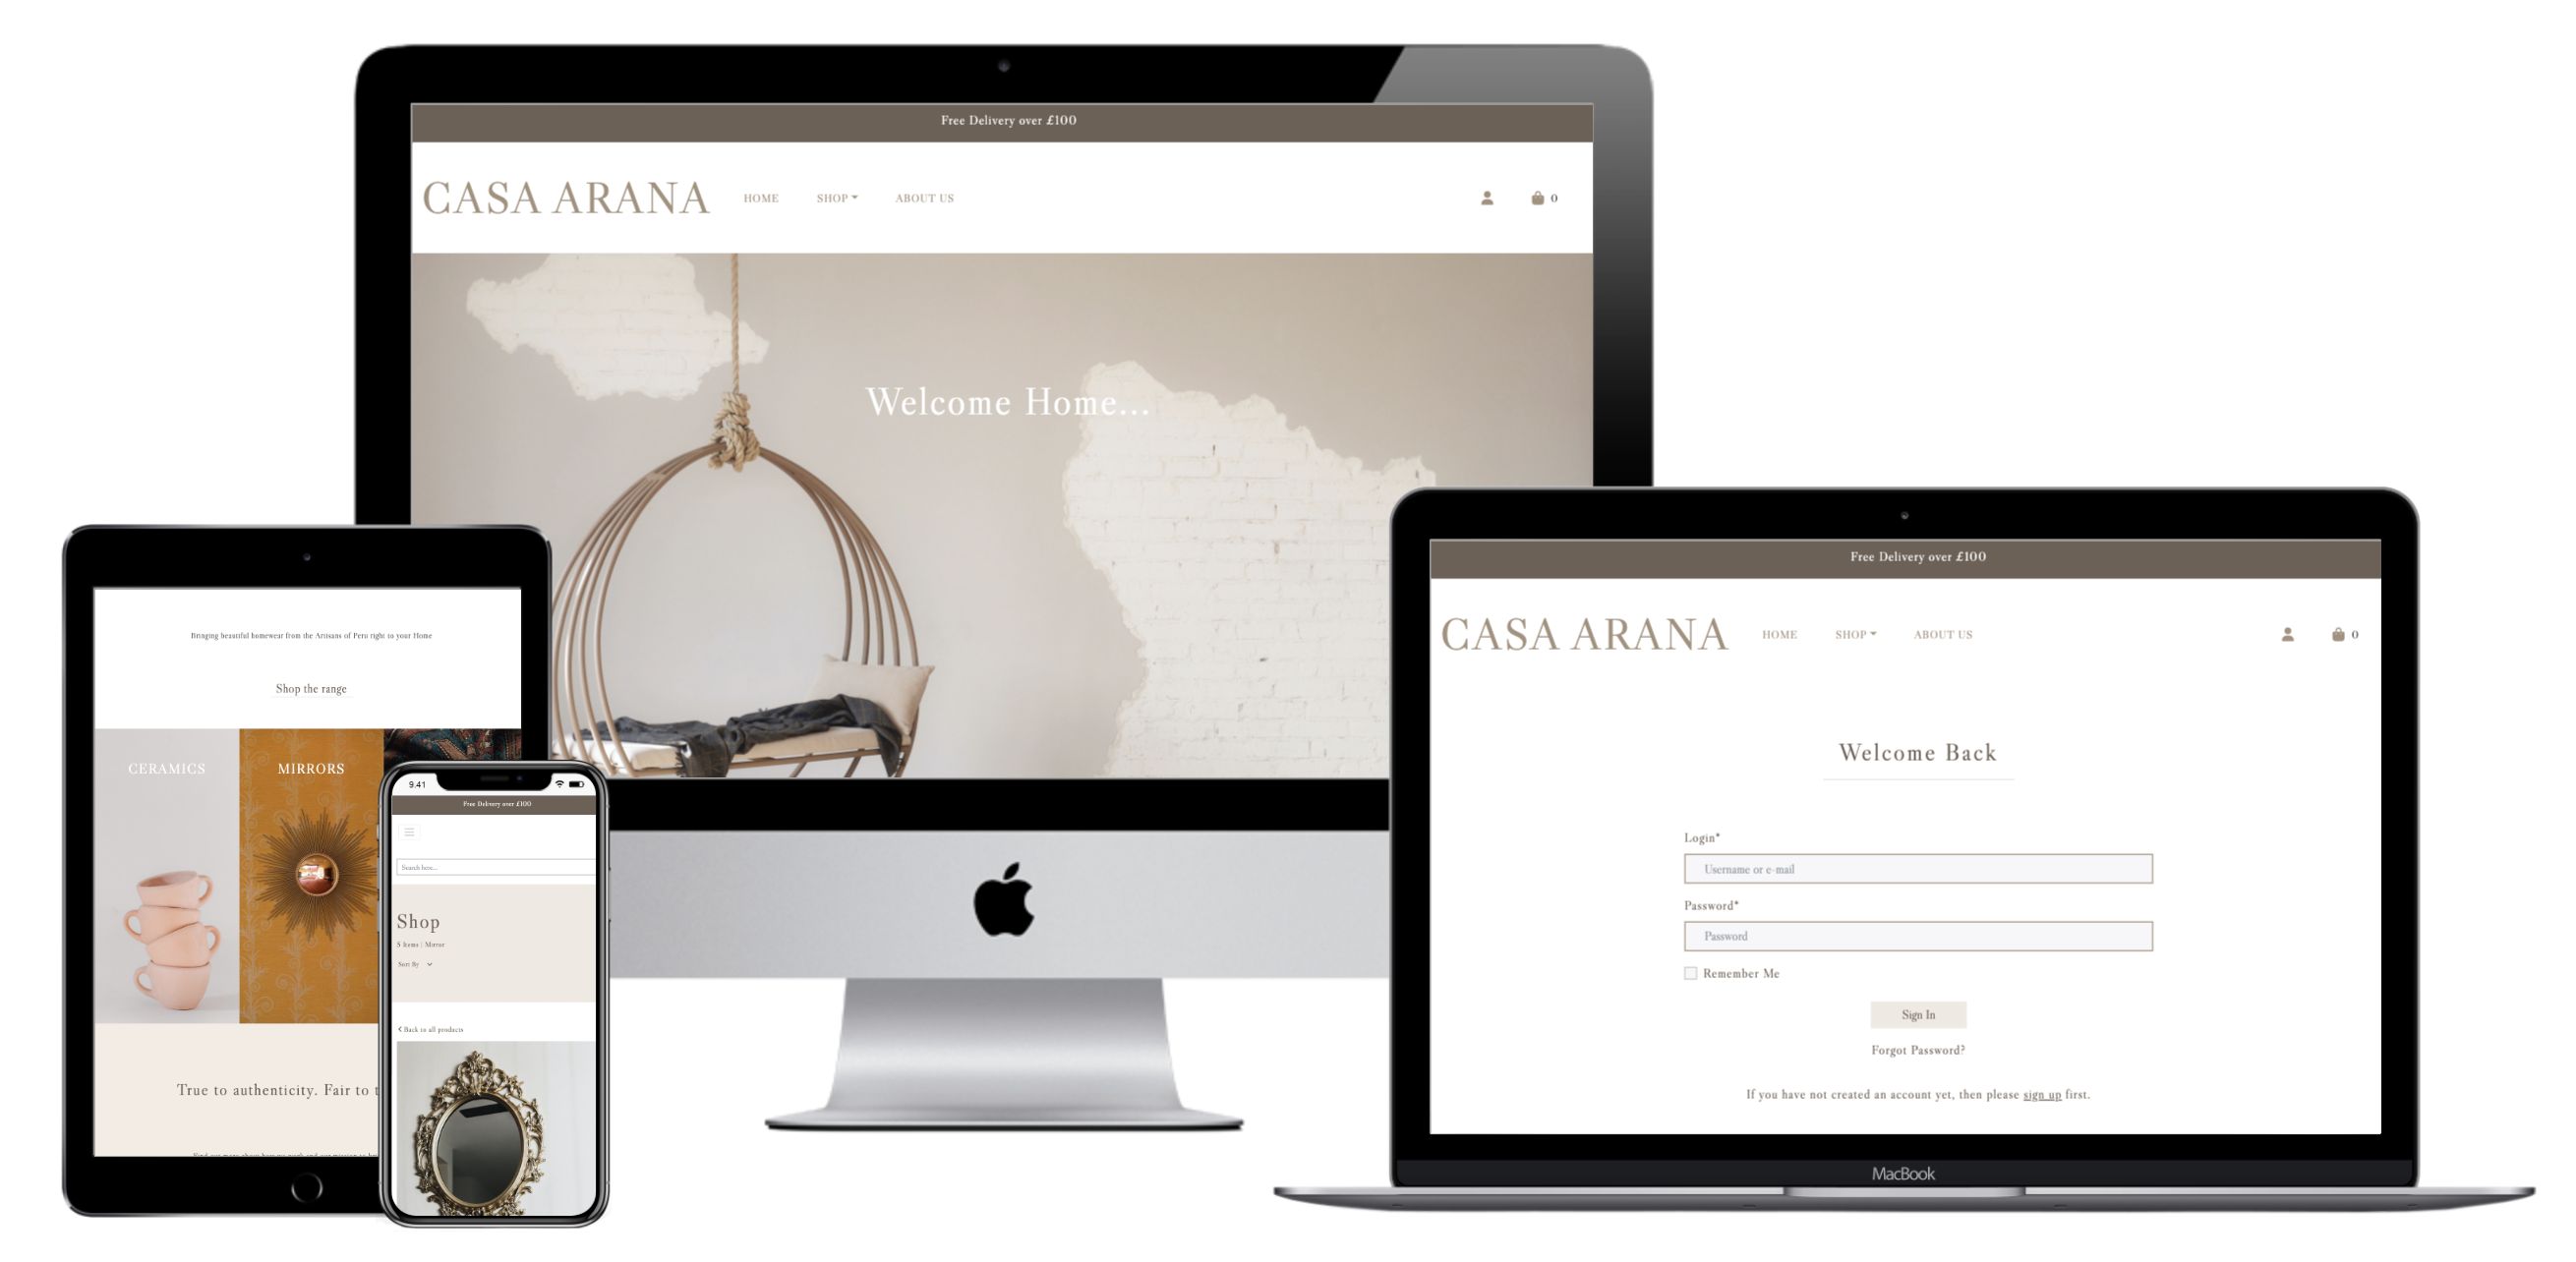 Free Delivery over £100
CASA ARANA
HOME
SHOP
ABOUT US
0
Welcome Home...
Bringing beautiful homewear from the Artisans of Peru right to your Home
Shop the range
CERAMICS
MIRRORS
True to authenticity. Fair to t
9.41
Free Delivery over £100
Search here...
Shop
5 Items | Mirror
Sort By
Back to all products
Free Delivery over £100
CASA ARANA
HOME
SHOP
ABOUT US
0
Welcome Back
Login*
Username or e-mail
Password*
Password
Remember Me
Sign In
Forgot Password?
If you have not created an account yet, then please sign up first.
MacBook